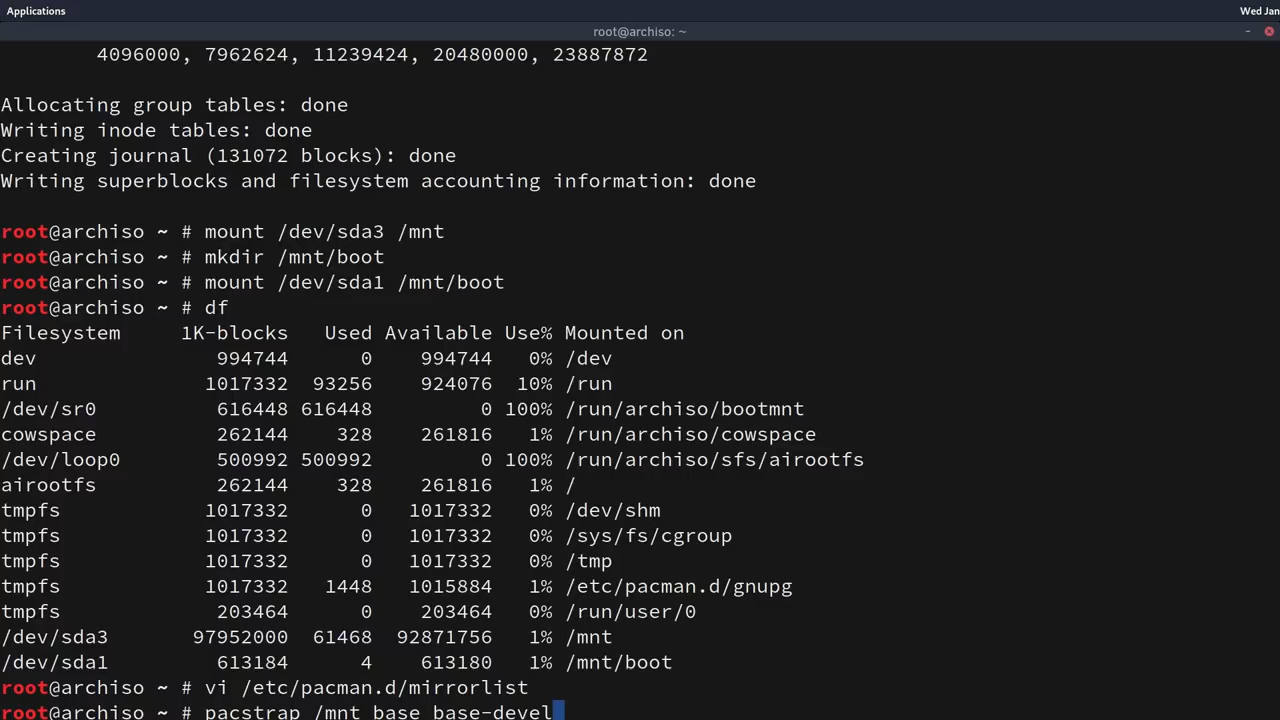 Applications
Wed Jan
root@archiso: ~
4096000, 7962624, 11239424, 20480000, 23887872
Allocating group tables: done
Writing inode tables: done
Creating journal (131072 blocks): done
Writing superblocks and filesystem accounting information: done
root@archiso ~ # mount /dev/sda3 /mnt
root@archiso ~ # mkdir /mnt/boot
root@archiso ~ # mount /dev/sda1 /mnt/boot
root@archiso ~ # df
Filesystem     1K-blocks   Used Available Use% Mounted on
dev               994744      0    994744   0% /dev
run              1017332  93256    924076  10% /run
/dev/sr0          616448 616448         0 100% /run/archiso/bootmnt
cowspace          262144    328    261816   1% /run/archiso/cowspace
/dev/loop0        500992 500992         0 100% /run/archiso/sfs/airootfs
airootfs          262144    328    261816   1% /
tmpfs            1017332      0   1017332   0% /dev/shm
tmpfs            1017332      0   1017332   0% /sys/fs/cgroup
tmpfs            1017332      0   1017332   0% /tmp
tmpfs            1017332   1448   1015884   1% /etc/pacman.d/gnupg
tmpfs             203464      0    203464   0% /run/user/0
/dev/sda3       97952000  61468  92871756   1% /mnt
/dev/sda1         613184      4    613180   1% /mnt/boot
root@archiso ~ # vi /etc/pacman.d/mirrorlist
root@archiso ~ # pacstrap /mnt base base-devel